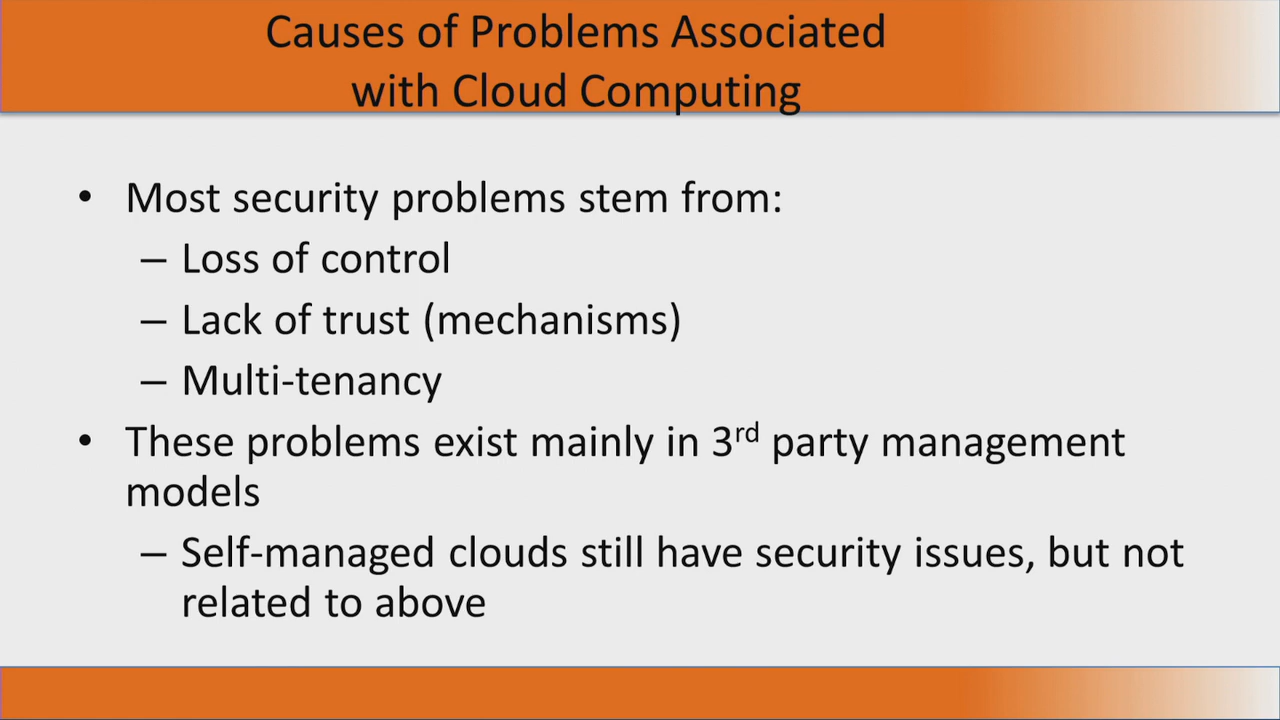 Causes of Problems Associated
with Cloud Computing
• Most security problems stem from:
– Loss of control
– Lack of trust (mechanisms)
– Multi-tenancy
• These problems exist mainly in 3rd party management
models
– Self-managed clouds still have security issues, but not
related to above